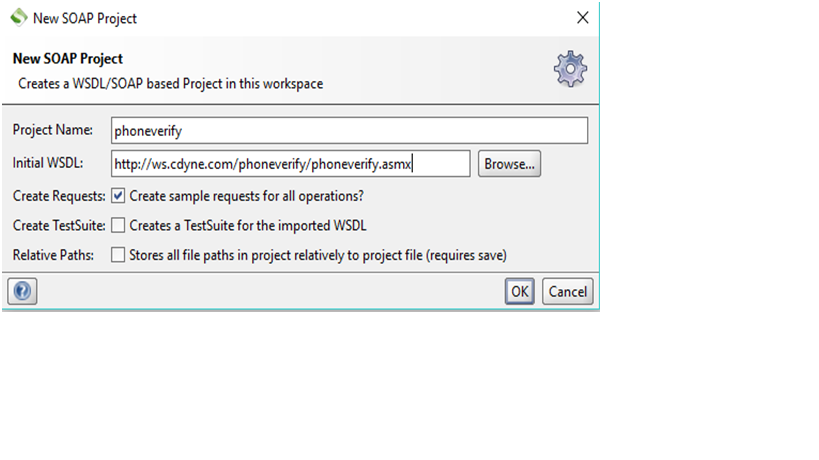 New SOAP Project
New SOAP Project
Creates a WSDL/SOAP based Project in this workspace
Project Name: phoneverify
Initial WSDL: http://ws.cdyne.com/phoneverify/phoneverify.asmx Browse...
Create Requests: Create sample requests for all operations?
Create TestSuite: Creates a TestSuite for the imported WSDL
Relative Paths: Stores all file paths in project relatively to project file (requires save)
? OK Cancel